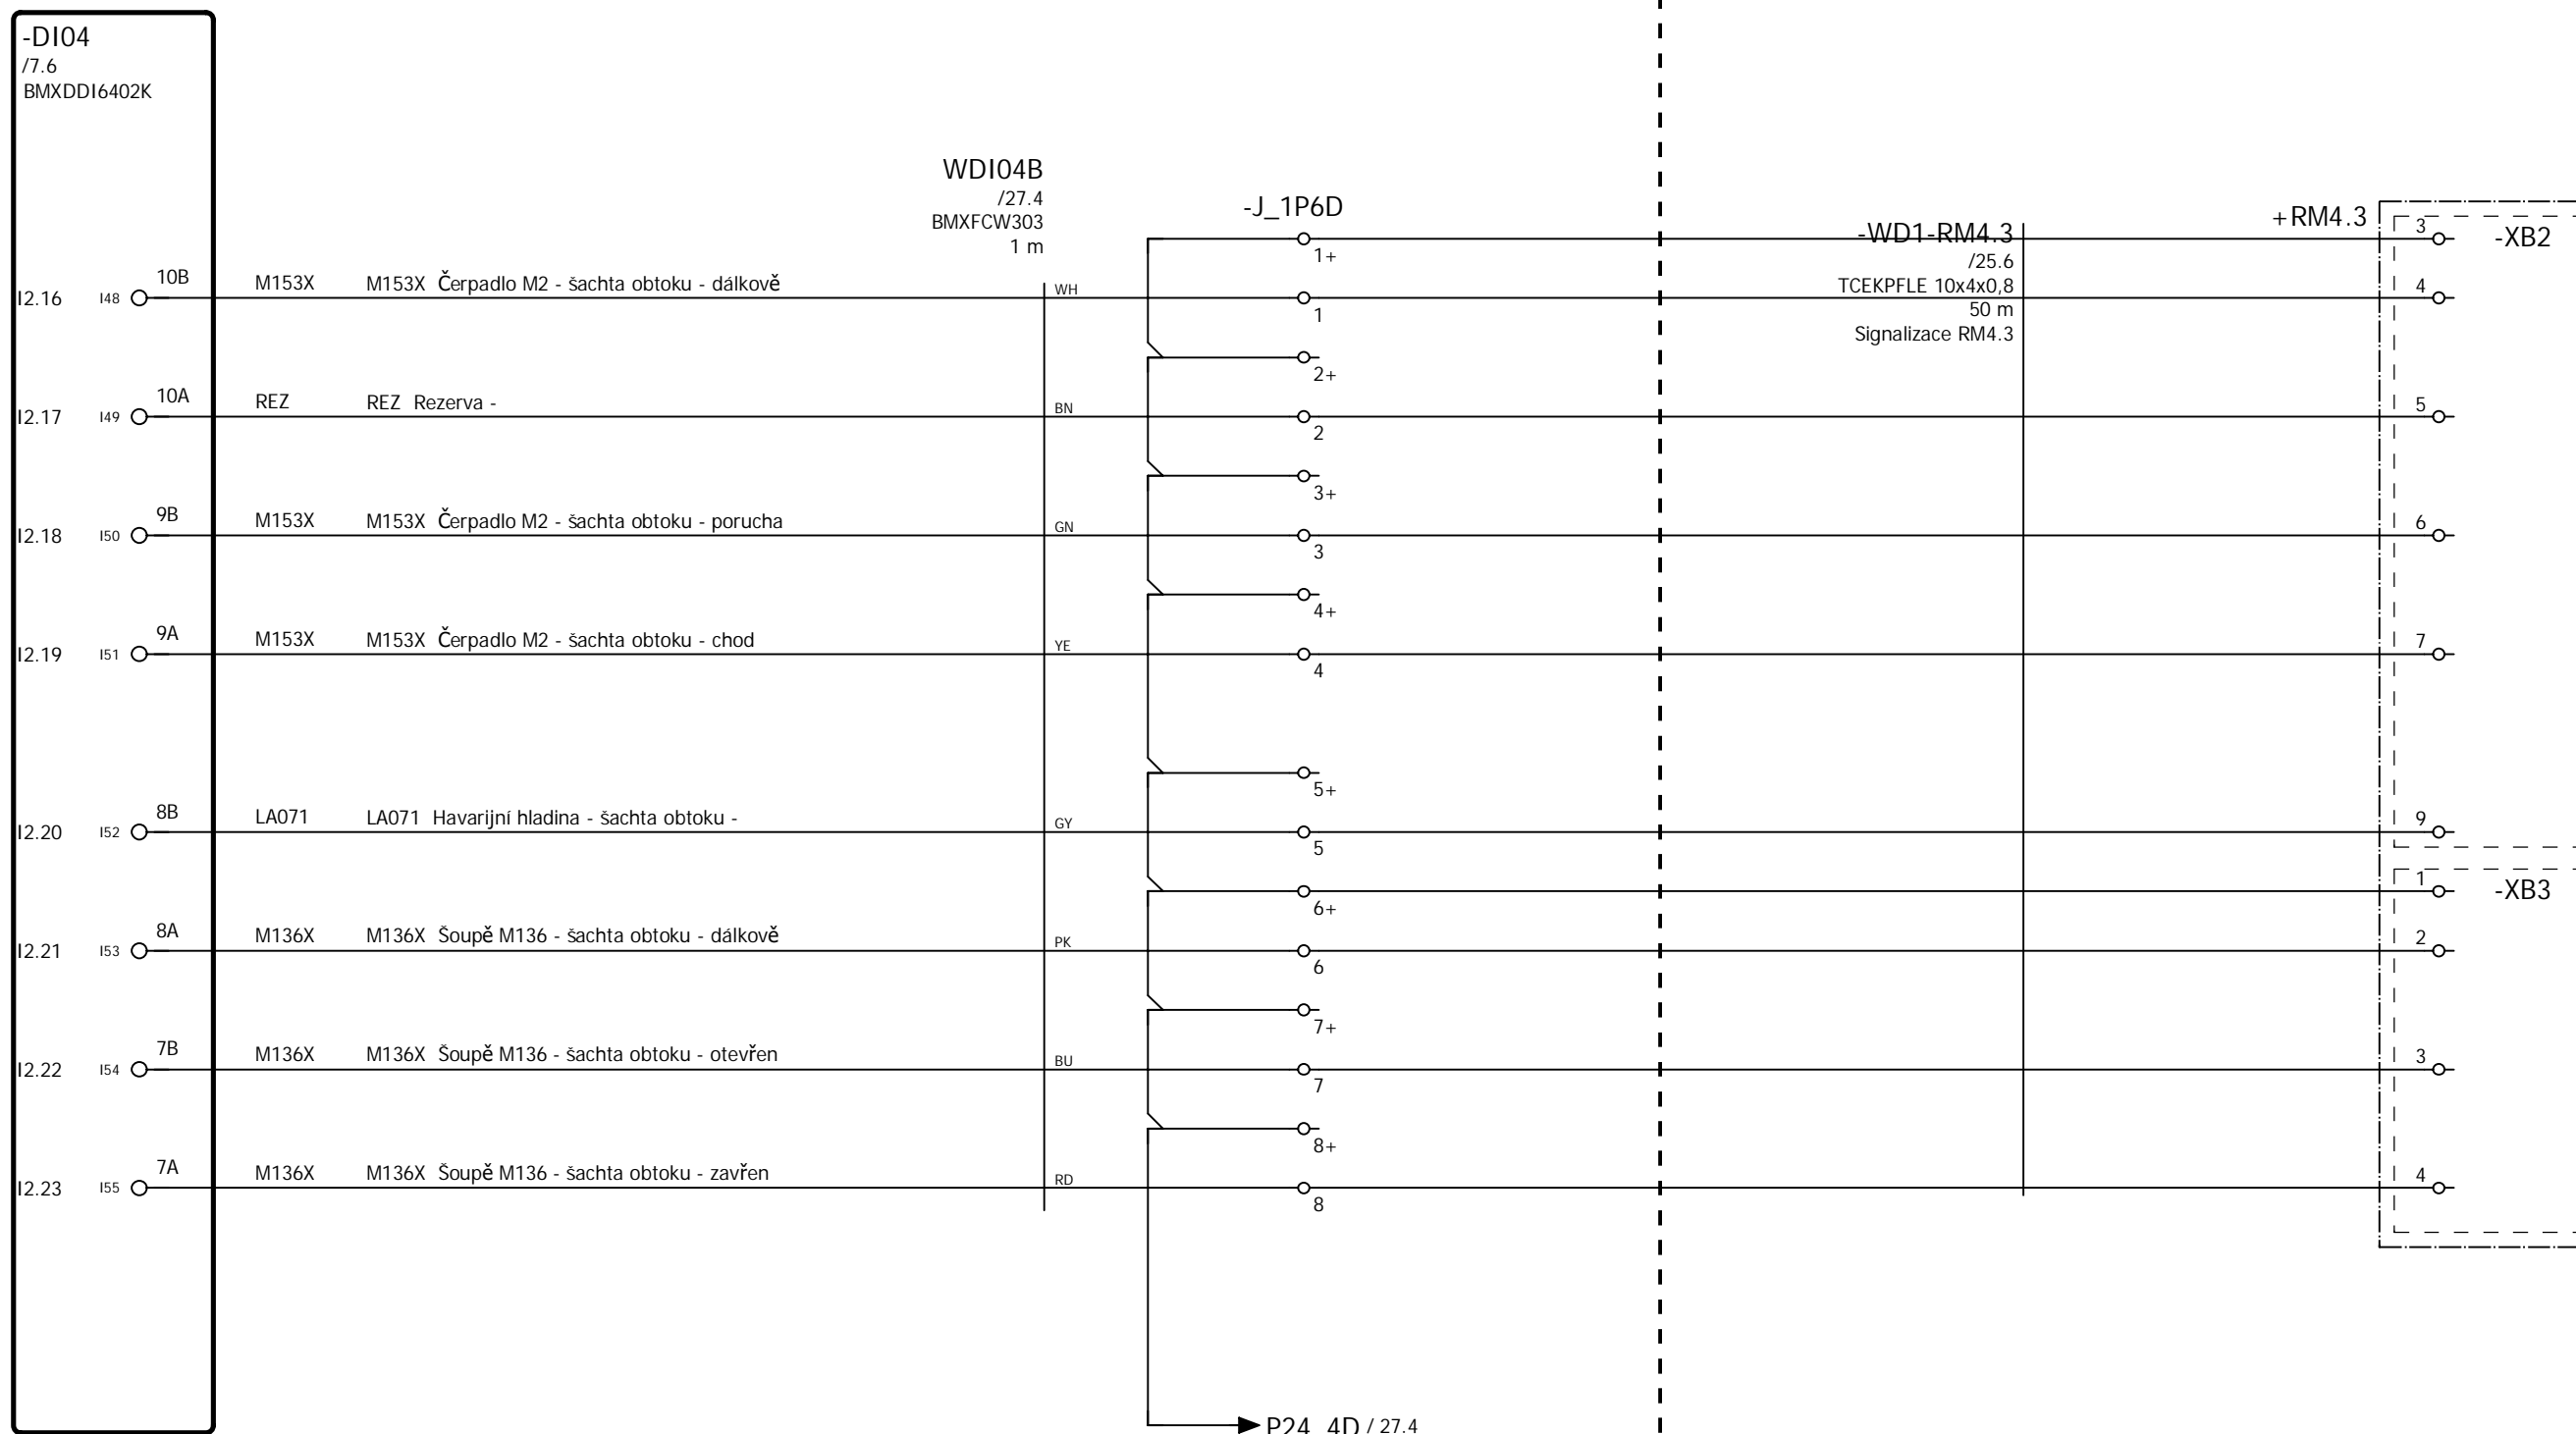 -DI04
/7.6
BMXDDI6402K
WDI04B
/27.4
BMXFCW303
1 m
-J_1P6D
-WD1-RM4.3
/25.6
TCEKPFLE 10x4x0,8
50 m
Signalizace RM4.3
+RM4.3
-XB2
1+ 3
I2.16 I48 10B M153X M153X Čerpadlo M2 - šachta obtoku - dálkově WH 1 4
2+
I2.17 I49 10A REZ REZ Rezerva - BN 2 5
3+
I2.18 I50 9B M153X M153X Čerpadlo M2 - šachta obtoku - porucha GN 3 6
4+
I2.19 I51 9A M153X M153X Čerpadlo M2 - šachta obtoku - chod YE 4 7
5+
I2.20 I52 8B LA071 LA071 Havarijní hladina - šachta obtoku - GY 5 9
6+ 1 -XB3
I2.21 I53 8A M136X M136X Šoupě M136 - šachta obtoku - dálkově PK 6 2
7+
I2.22 I54 7B M136X M136X Šoupě M136 - šachta obtoku - otevřen BU 7 3
8+
I2.23 I55 7A M136X M136X Šoupě M136 - šachta obtoku - zavřen RD 8 4
P24_4D / 27.4